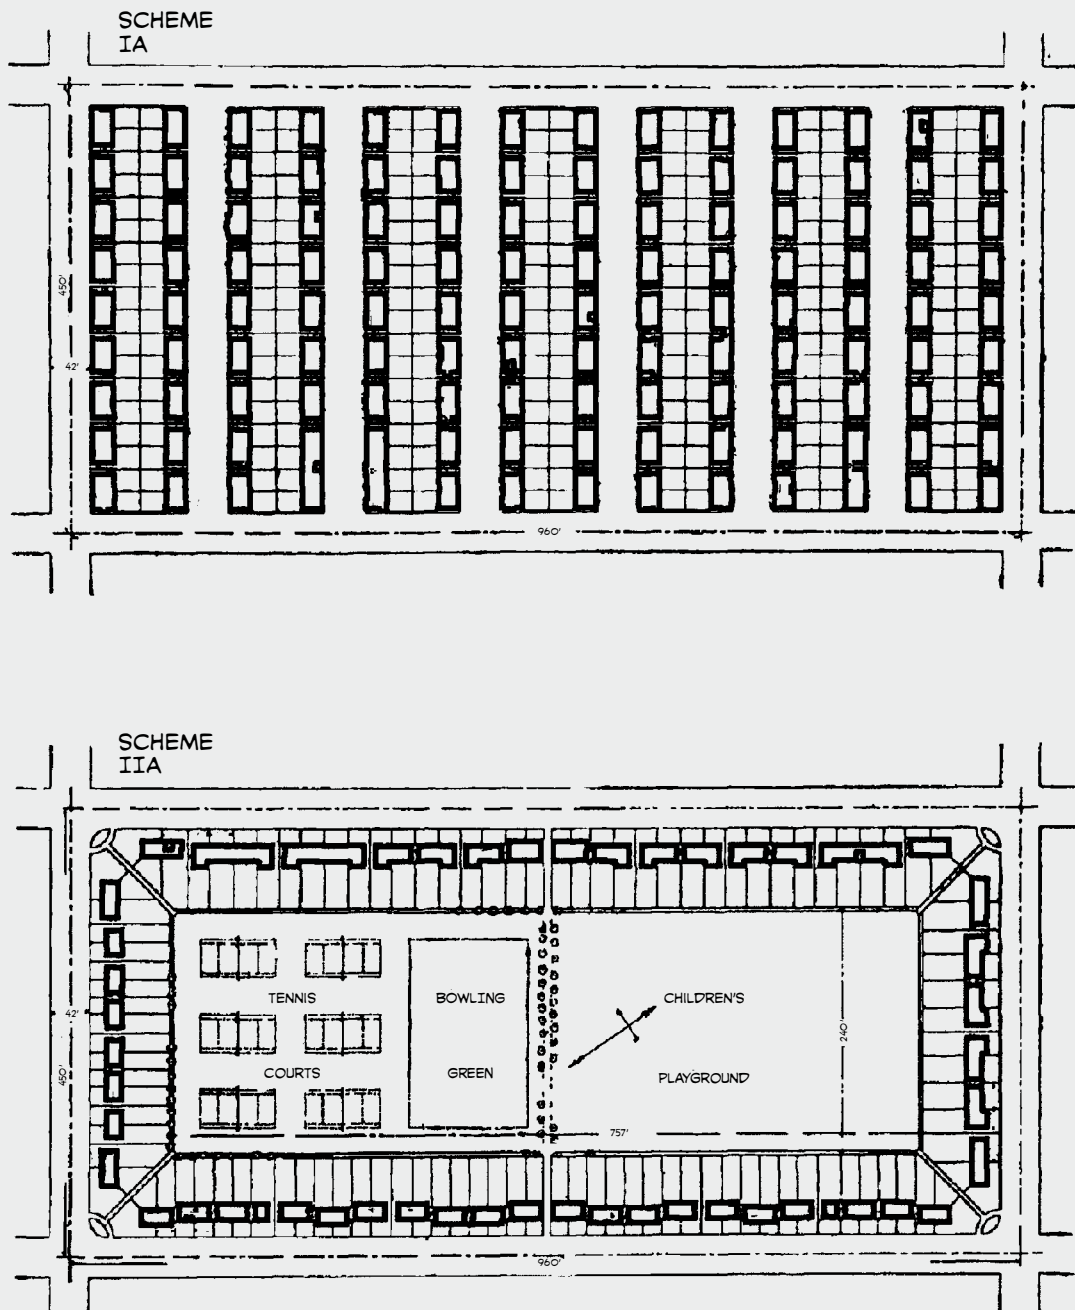 SCHEME
IA
450'
42'
960'
SCHEME
IIA
TENNIS
BOWLING
CHILDREN'S
42'
240'
COURTS
GREEN
PLAYGROUND
450'
757'
960'